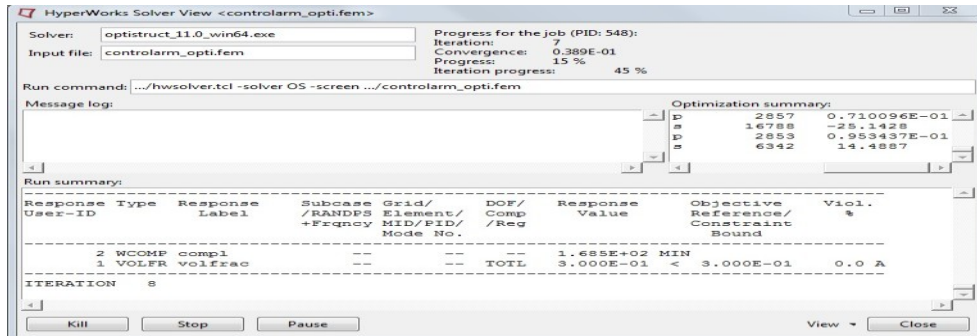 HyperWorks Solver View <controlarm_opti.fem>
Solver: optistruct_11.0_win64.exe
Input file: controlarm_opti.fem
Progress for the job (PID: 548):
Iteration: 7
Convergence: 0.389E-01
Progress: 15 %
Iteration progress: 45 %
Run command: .../hwsolver.tcl -solver OS -screen .../controlarm_opti.fem
Message log:
Optimization summary:
p 2857 0.710096E-01
s 16788 -25.1428
p 2853 0.953437E-01
s 6342 14.4887
Run summary:
Response Type Response Subcase Grid/ DOF/ Response Objective Viol.
User-ID Label /RANDPS Element/ Comp Value Reference/ %
+Frqncy MID/PID/ /Reg Constraint
Mode No. Bound
2 WCOMP compl -- -- -- 1.685E+02 MIN
1 VOLFR volfrac -- -- TOTL 3.000E-01 < 3.000E-01 0.0 A
ITERATION 8
Kill Stop Pause View Close